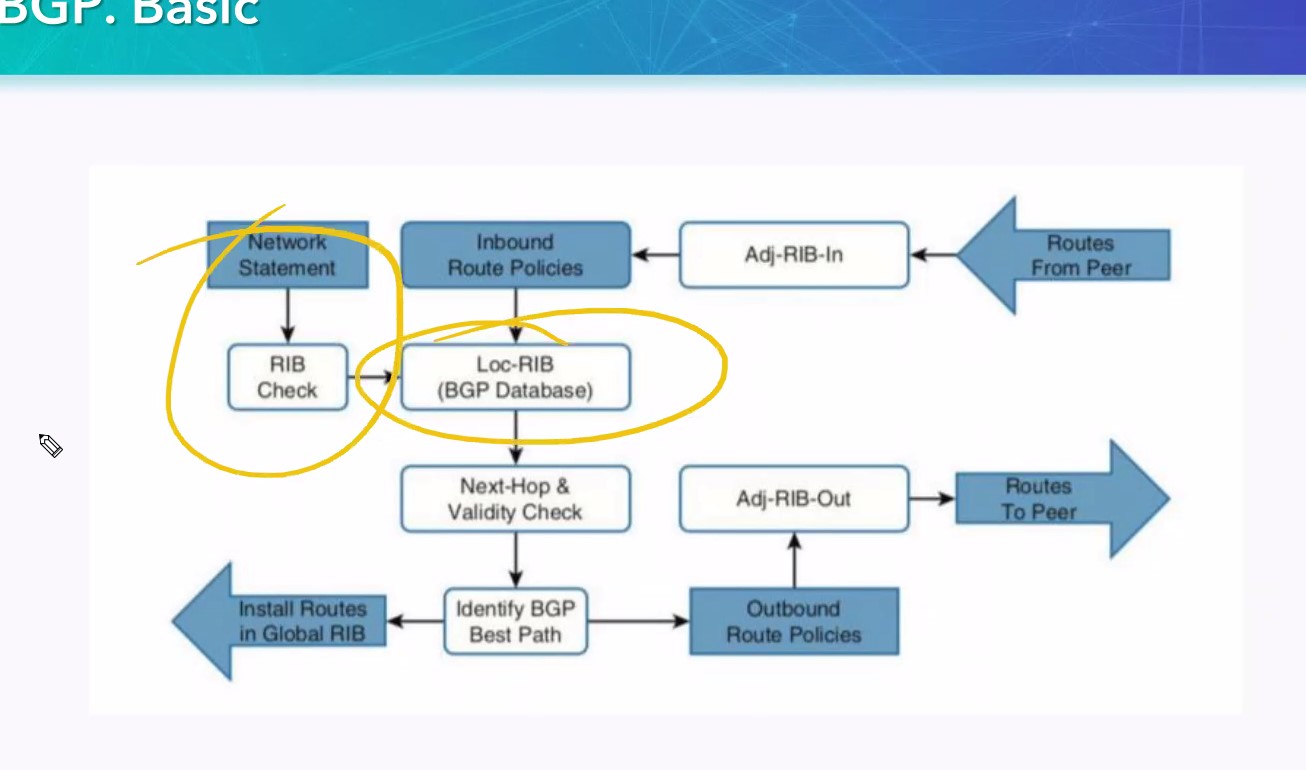 BGP. Basic
Network
Statement
Inbound
Route Policies
Adj-RIB-In
Routes
From Peer
RIB
Check
Loc-RIB
(BGP Database)
Next-Hop &
Validity Check
Adj-RIB-Out
Routes
To Peer
Install Routes
in Global RIB
Identify BGP
Best Path
Outbound
Route Policies